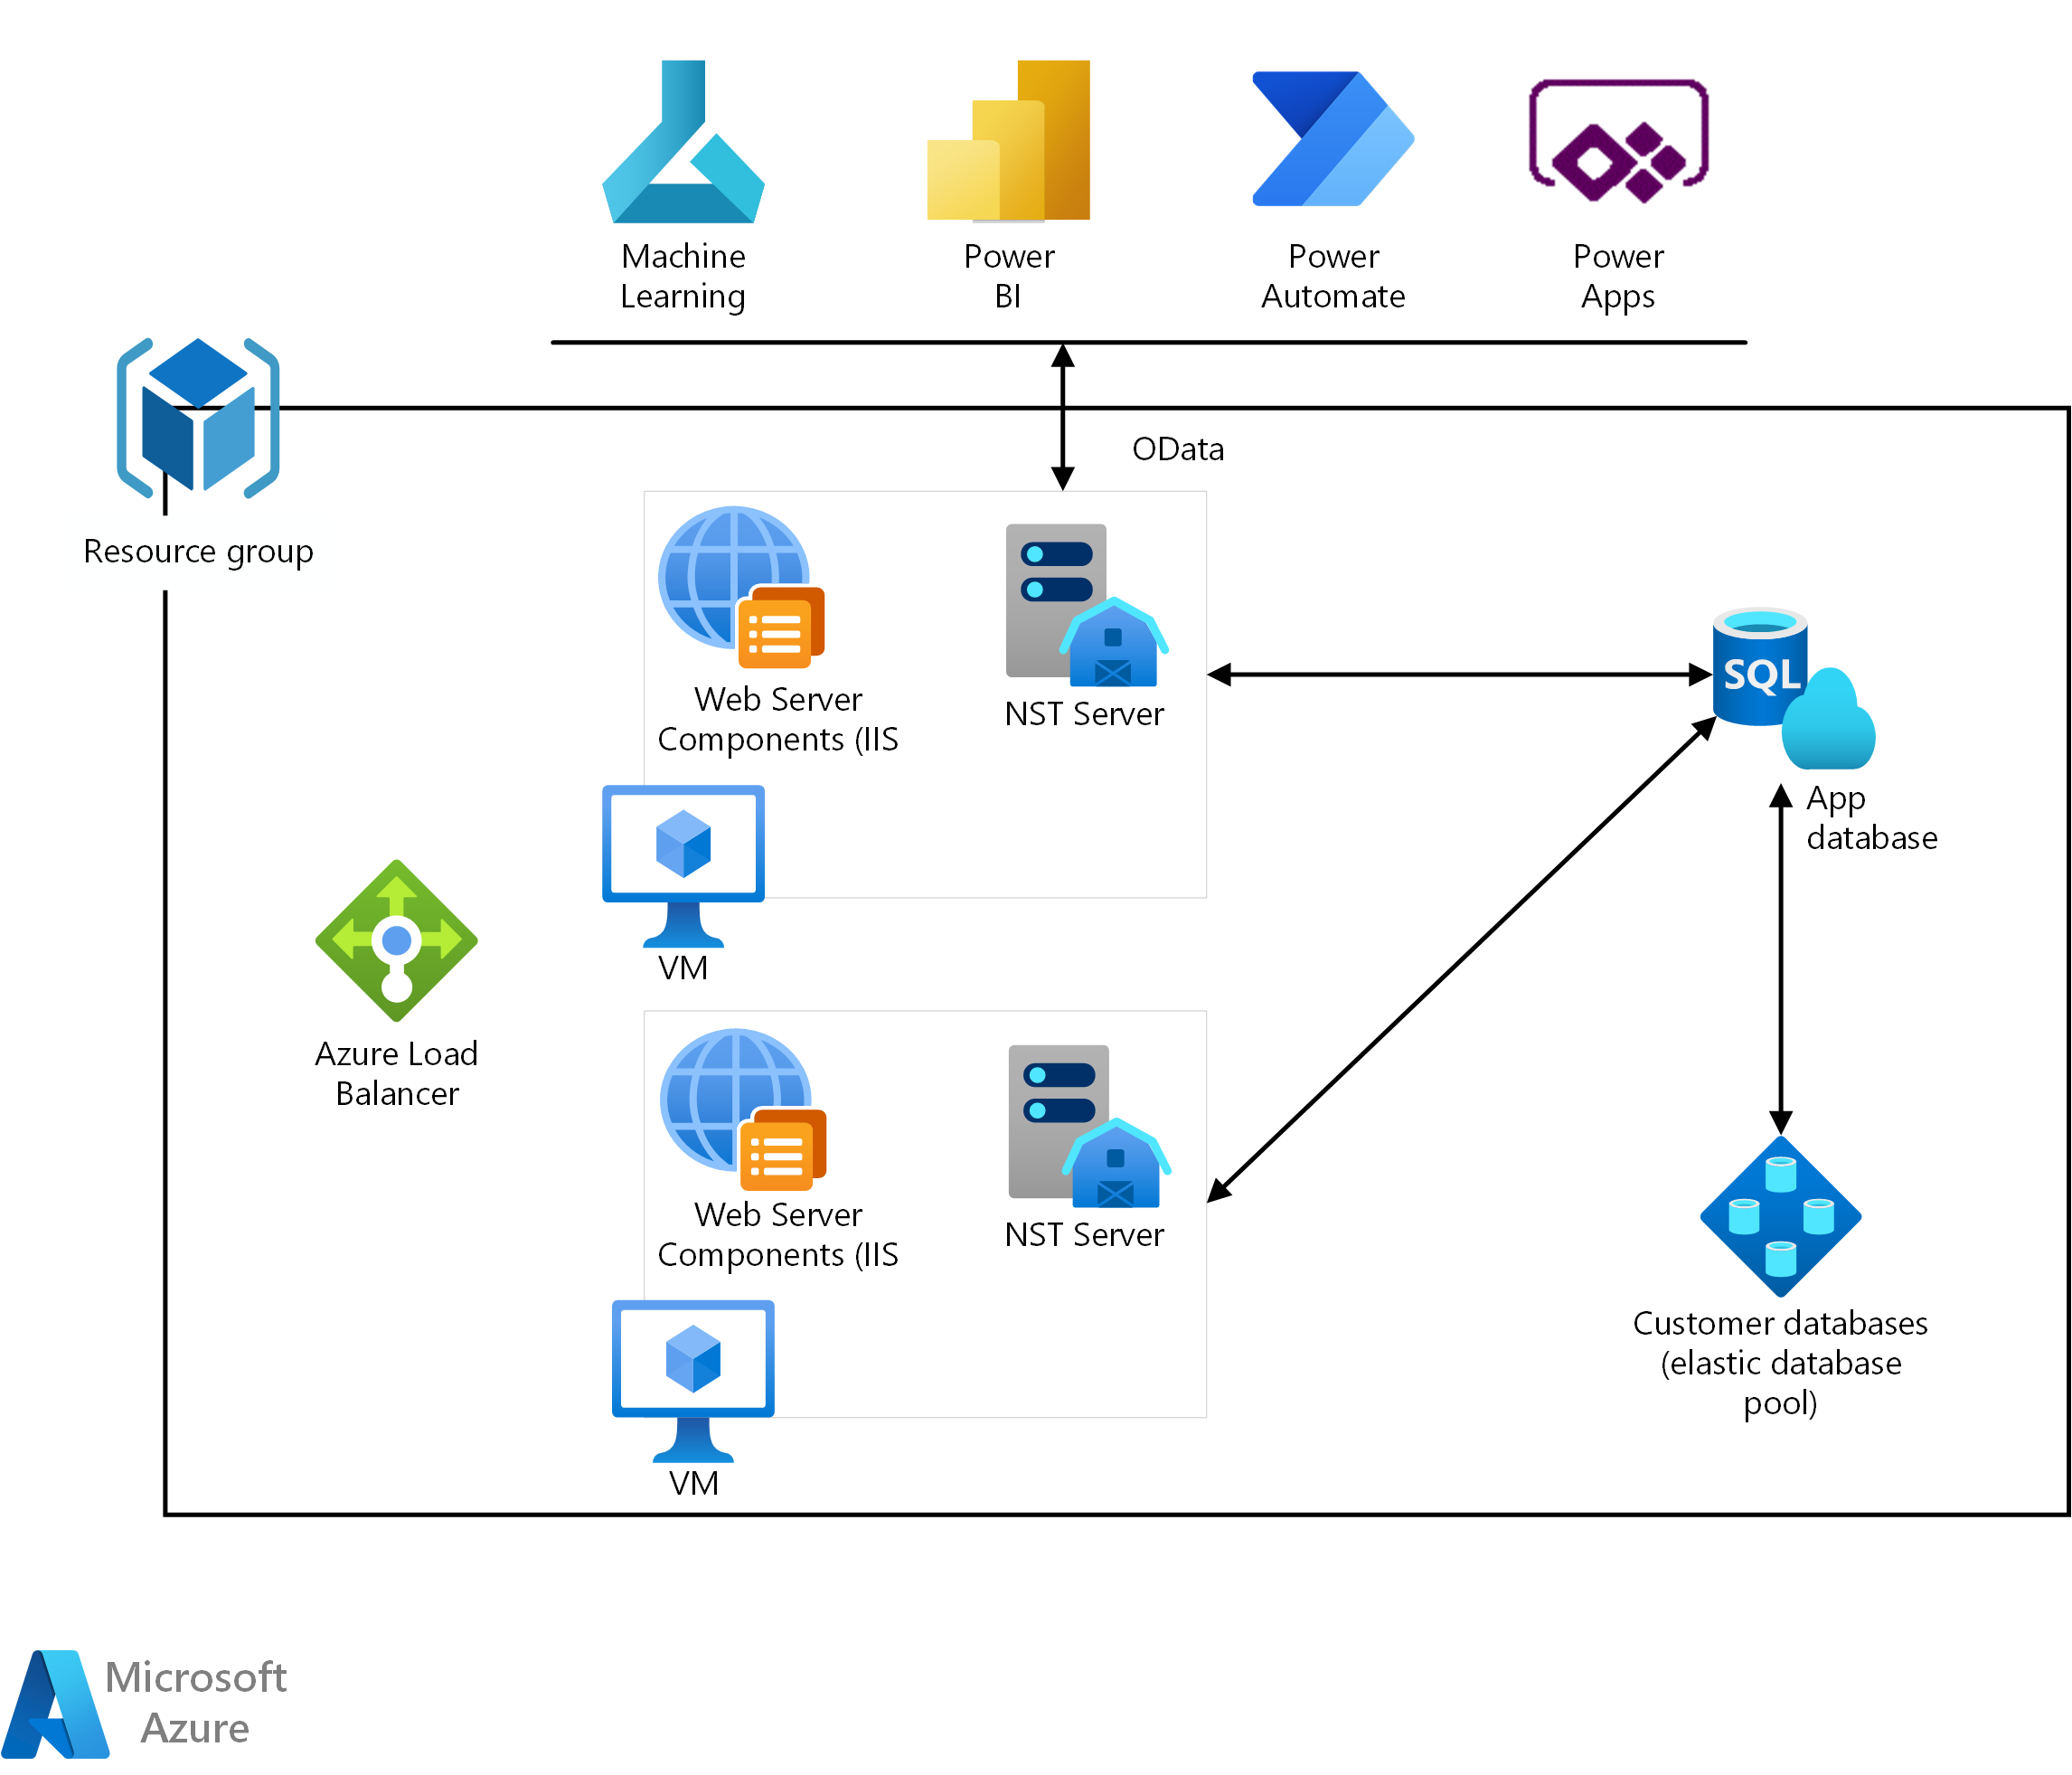 Machine
Learning
Power
BI
Power
Automate
Power
Apps
OData
Resource group
Web Server
Components (IIS
NST Server
SQL
App
database
VM
Azure Load
Balancer
Web Server
Components (IIS
NST Server
Customer databases
(elastic database
pool)
VM
Microsoft
Azure